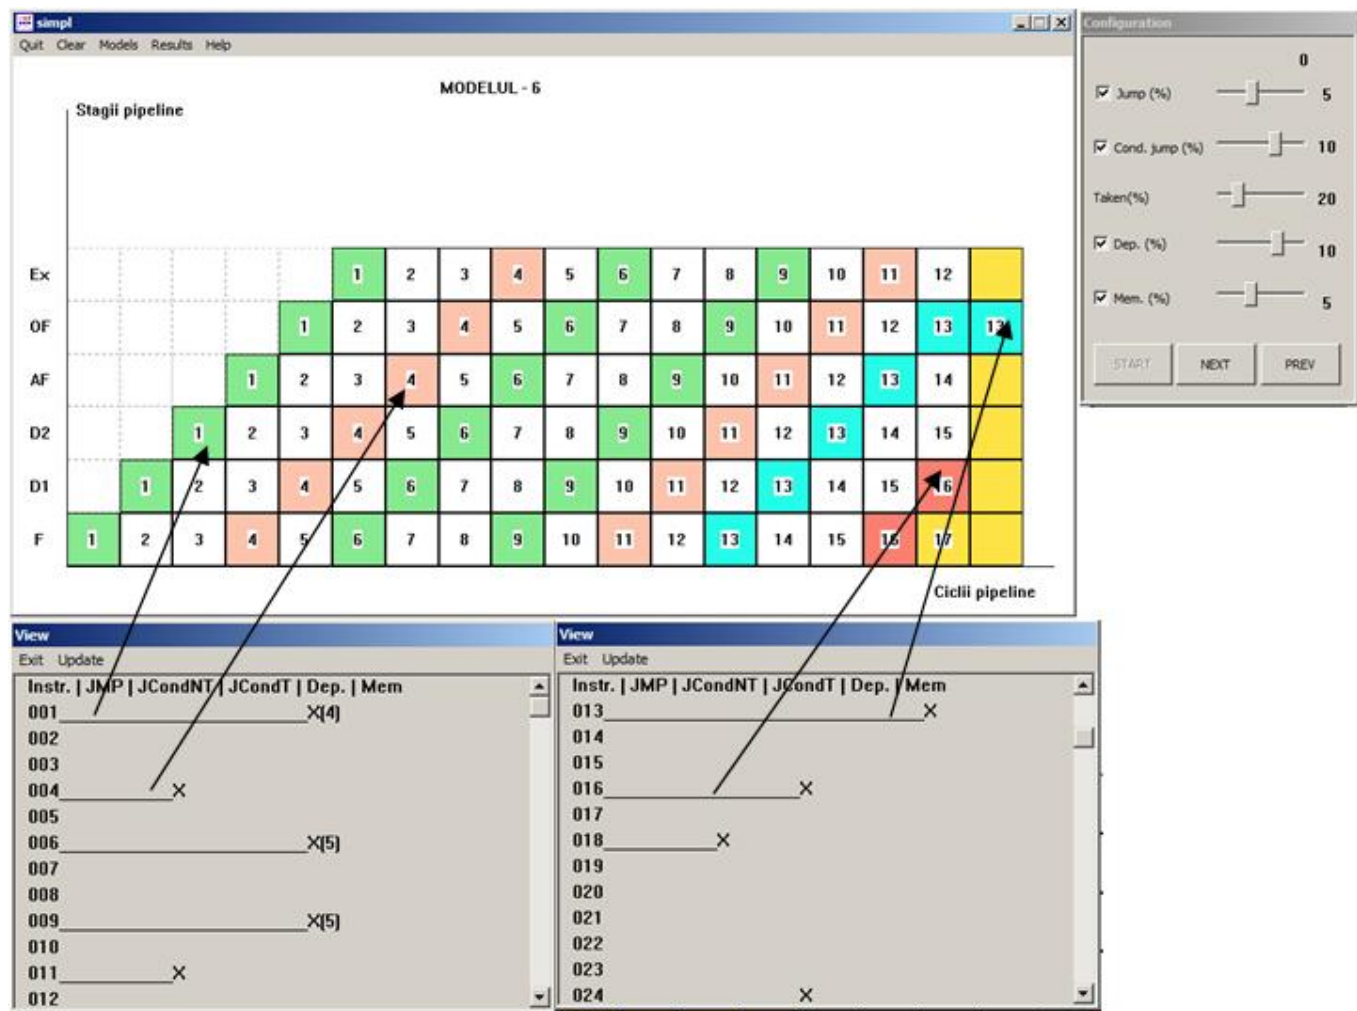 simpl
Quit Clear Models Results Help
MODELUL - 6
Stagii pipeline
Ex 1 2 3 4 5 6 7 8 9 10 11 12
OF 1 2 3 4 5 6 7 8 9 10 11 12 13 13
AF 1 2 3 4 5 6 7 8 9 10 11 12 13 14
D2 1 2 3 4 5 6 7 8 9 10 11 12 13 14 15
D1 1 2 3 4 5 6 7 8 9 10 11 12 13 14 15 16
F 1 2 3 4 5 6 7 8 9 10 11 12 13 14 15 16 17
Ciclii pipeline
Configuration
0
Jump (%) 5
Cond. jump (%) 10
Taken(%) 20
Dep. (%) 10
Mem. (%) 5
START NEXT PREV
View
Exit Update
Instr. | JMP | JCondNT | JCondT | Dep. | Mem
001 X(4)
002
003
004 X
005
006 X(5)
007
008
009 X(5)
010
011 X
012
View
Exit Update
Instr. | JMP | JCondNT | JCondT | Dep. | Mem
013 X
014
015
016 X
017
018 X
019
020
021
022
023
024 X